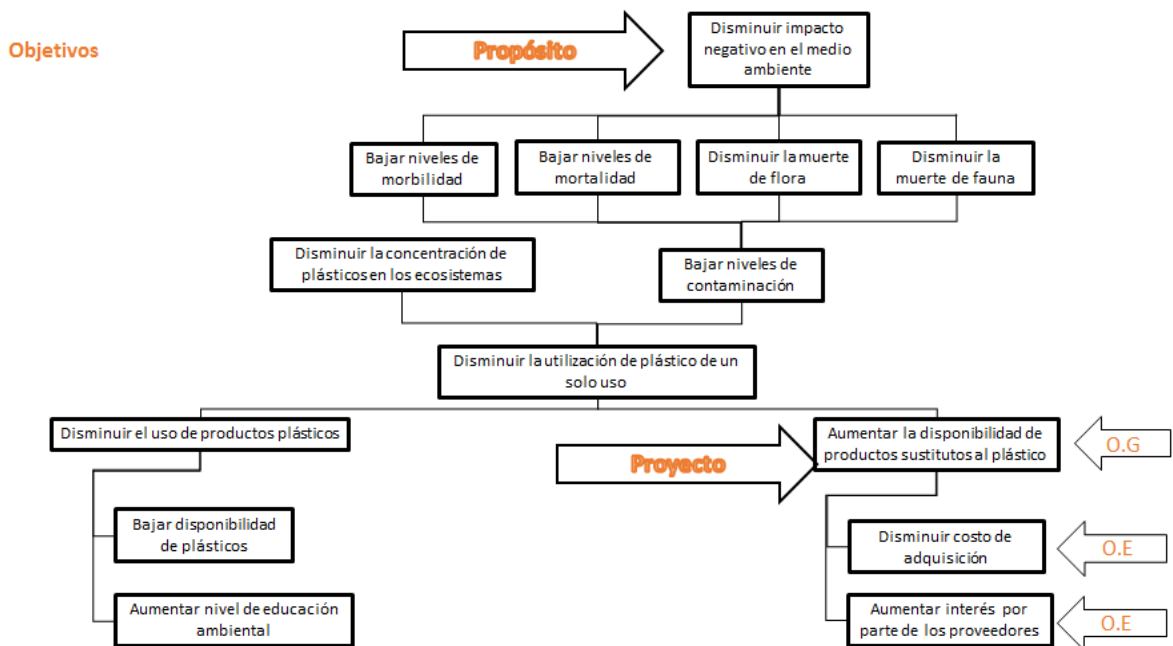 Objetivos
Propósito
Disminuir impacto
negativo en el medio
ambiente
Bajar niveles de
morbilidad
Bajar niveles de
mortalidad
Disminuir la muerte
de flora
Disminuir la
muerte de fauna
Disminuir la concentración de
plásticos en los ecosistemas
Bajar niveles de
contaminación
Disminuir la utilización de plástico de un
solo uso
Disminuir el uso de productos plásticos
Proyecto
Aumentar la disponibilidad de
productos sustitutos al plástico
O.G
Bajar disponibilidad
de plásticos
Disminuir costo de
adquisición
O.E
Aumentar nivel de educación
ambiental
Aumentar interés por
parte de los proveedores
O.E